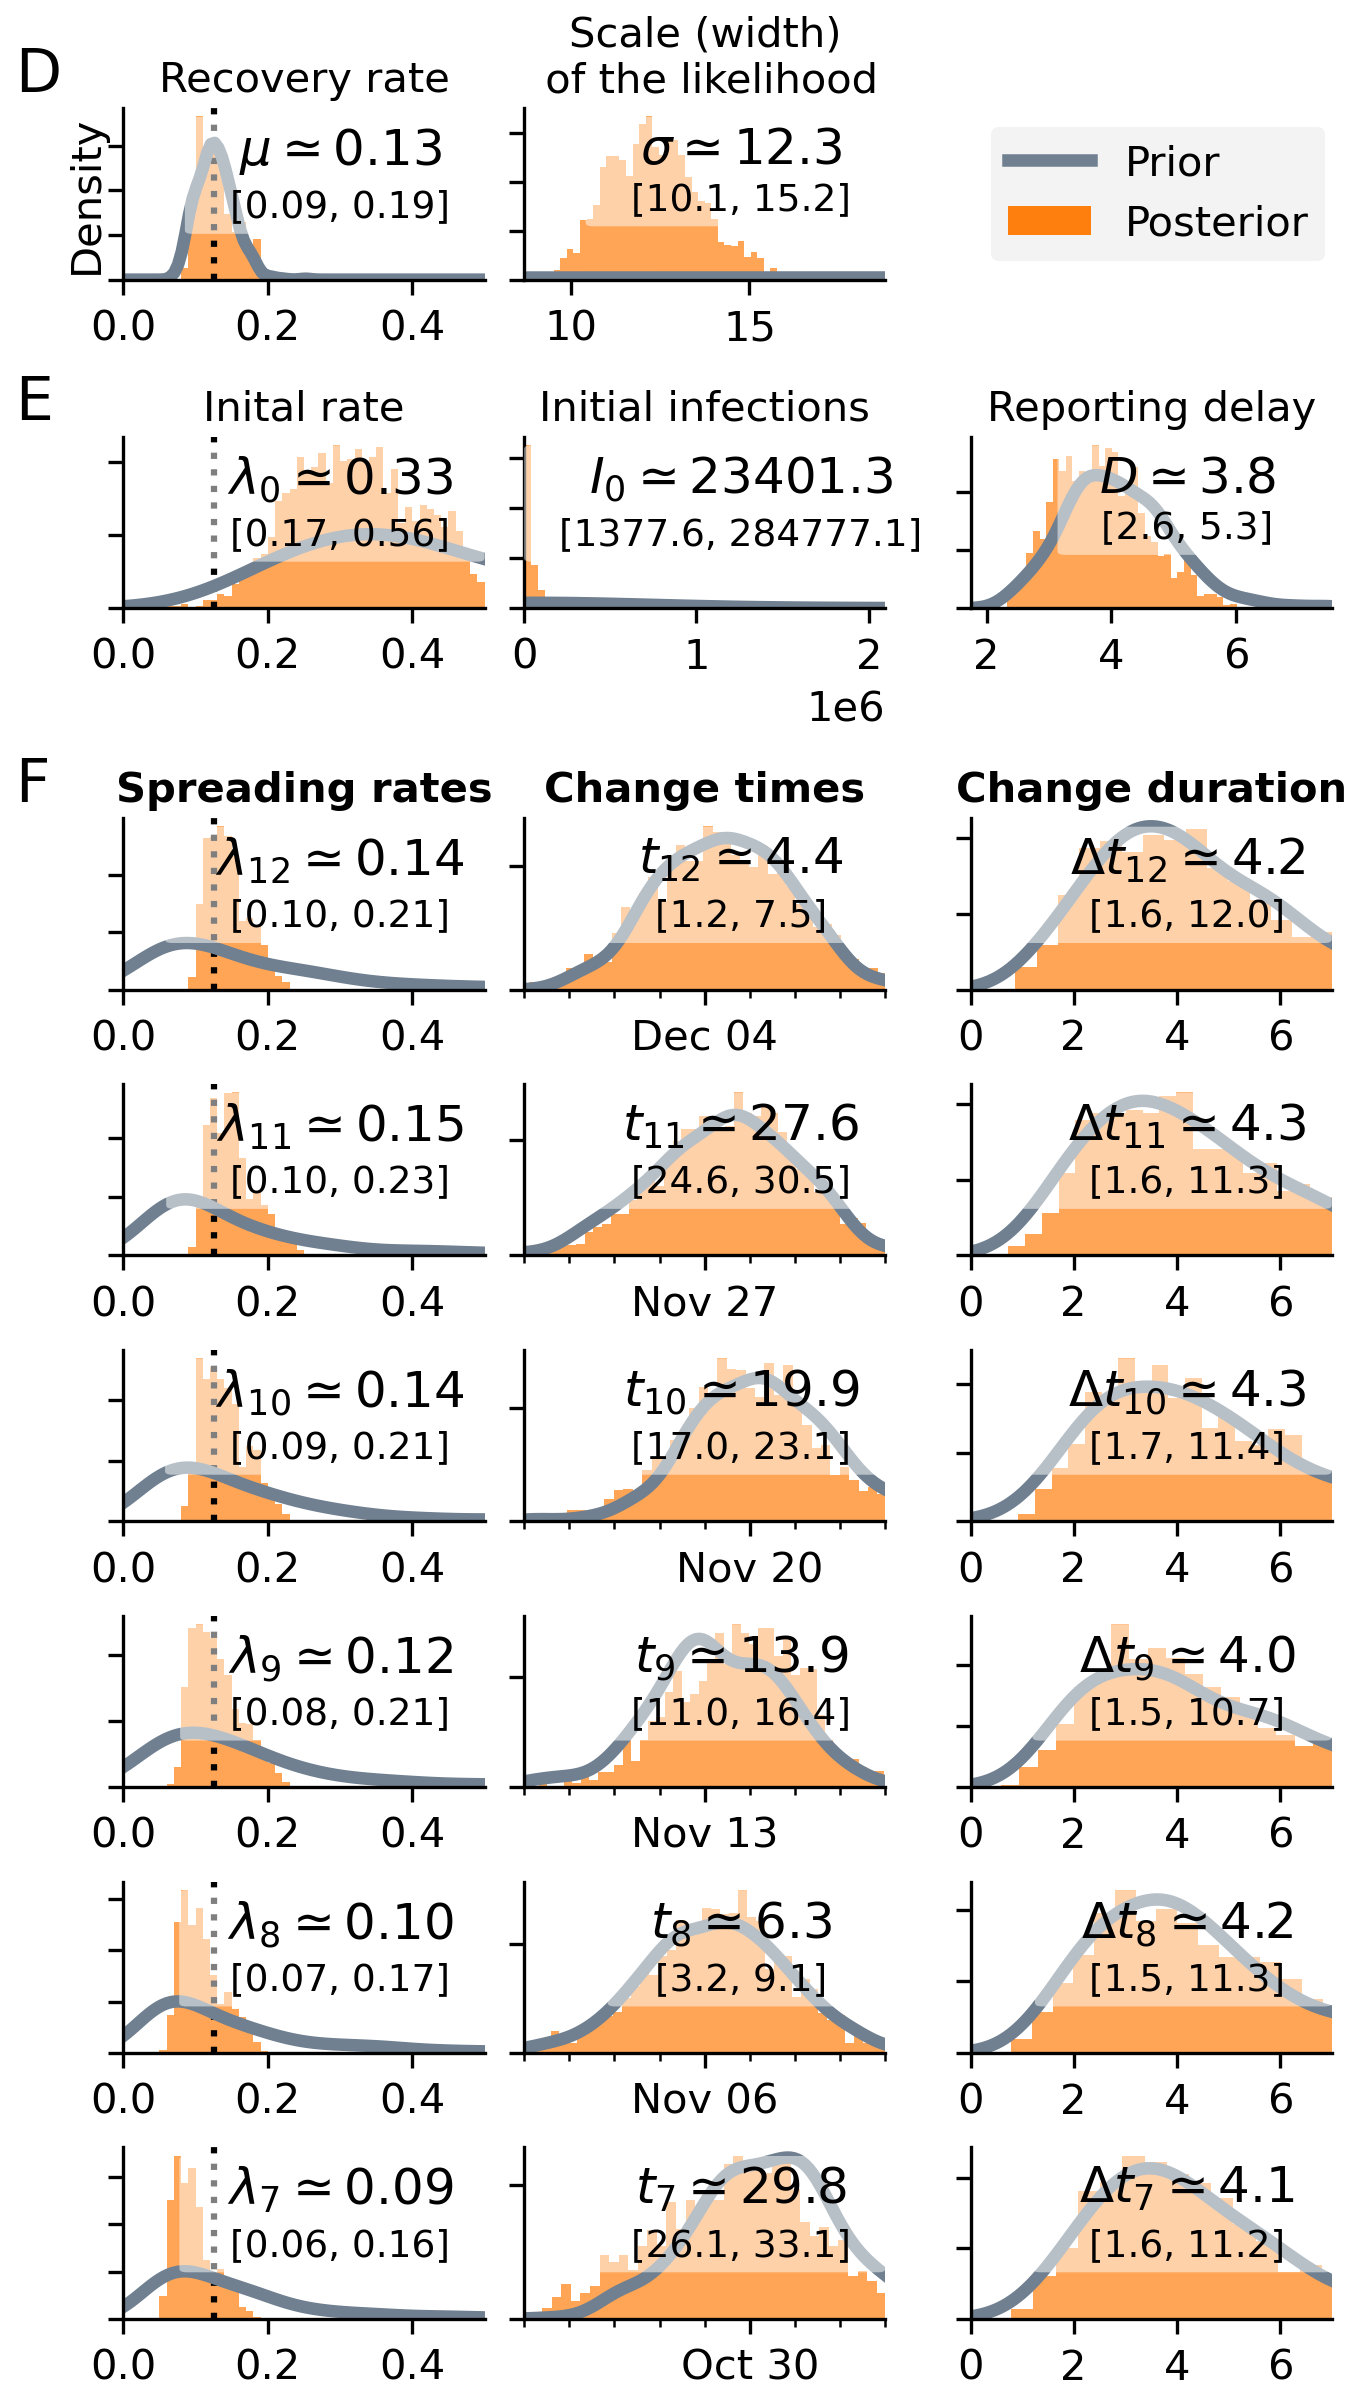 D
Recovery rate
Scale (width)
of the likelihood
Density
μ ≃ 0.13
[0.09, 0.19]
0.0 0.2 0.4
σ ≃ 12.3
[10.1, 15.2]
10 15
Prior
Posterior
E
Inital rate
λ0 ≃ 0.33
[0.17, 0.56]
0.0 0.2 0.4
Initial infections
I0 ≃ 23401.3
[1377.6, 284777.1]
0 1 2
1e6
Reporting delay
D ≃ 3.8
[2.6, 5.3]
2 4 6
F
Spreading rates
Change times
Change duration
λ12 ≃ 0.14
[0.10, 0.21]
0.0 0.2 0.4
t12 ≃ 4.4
[1.2, 7.5]
Dec 04
Δt12 ≃ 4.2
[1.6, 12.0]
0 2 4 6
λ11 ≃ 0.15
[0.10, 0.23]
0.0 0.2 0.4
t11 ≃ 27.6
[24.6, 30.5]
Nov 27
Δt11 ≃ 4.3
[1.6, 11.3]
0 2 4 6
λ10 ≃ 0.14
[0.09, 0.21]
0.0 0.2 0.4
t10 ≃ 19.9
[17.0, 23.1]
Nov 20
Δt10 ≃ 4.3
[1.7, 11.4]
0 2 4 6
λ9 ≃ 0.12
[0.08, 0.21]
0.0 0.2 0.4
t9 ≃ 13.9
[11.0, 16.4]
Nov 13
Δt9 ≃ 4.0
[1.5, 10.7]
0 2 4 6
λ8 ≃ 0.10
[0.07, 0.17]
0.0 0.2 0.4
t8 ≃ 6.3
[3.2, 9.1]
Nov 06
Δt8 ≃ 4.2
[1.5, 11.3]
0 2 4 6
λ7 ≃ 0.09
[0.06, 0.16]
0.0 0.2 0.4
t7 ≃ 29.8
[26.1, 33.1]
Oct 30
Δt7 ≃ 4.1
[1.6, 11.2]
0 2 4 6